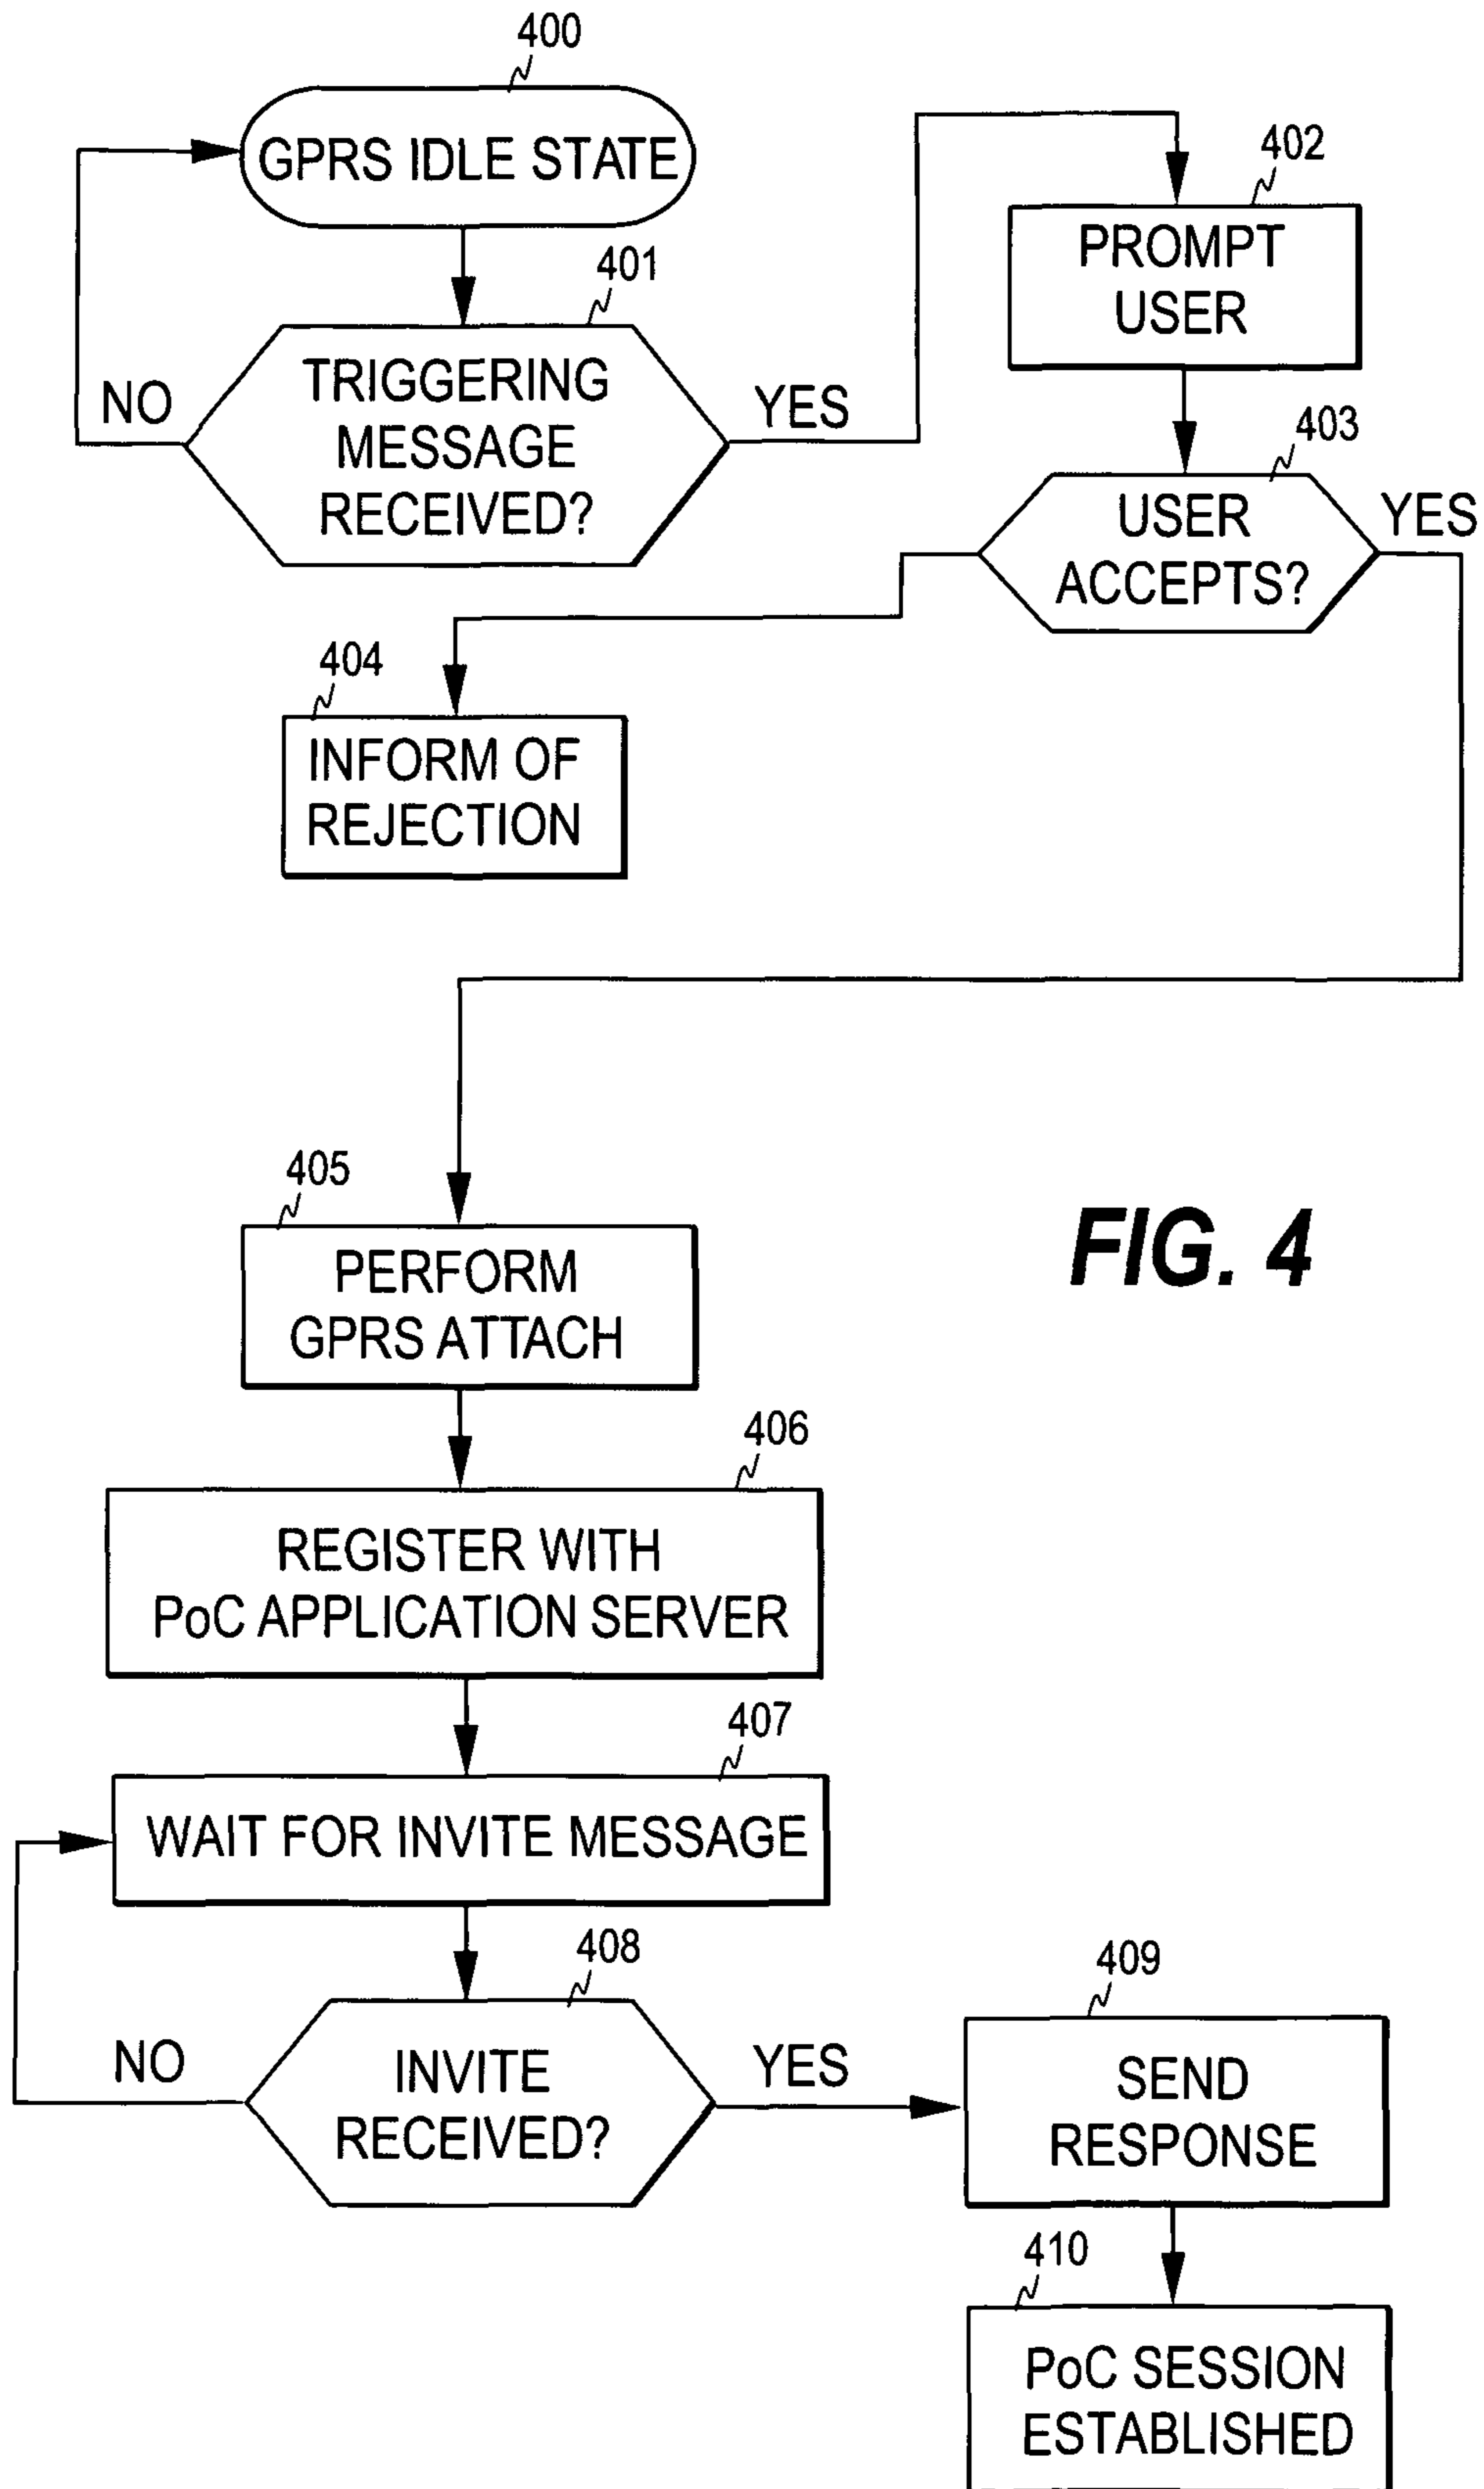 400
GPRS IDLE STATE
401
TRIGGERING
MESSAGE
RECEIVED?
NO
YES
402
PROMPT
USER
403
USER
ACCEPTS?
YES
404
INFORM OF
REJECTION
405
PERFORM
GPRS ATTACH
FIG. 4
406
REGISTER WITH
PoC APPLICATION SERVER
407
WAIT FOR INVITE MESSAGE
408
INVITE
RECEIVED?
NO
YES
409
SEND
RESPONSE
410
PoC SESSION
ESTABLISHED